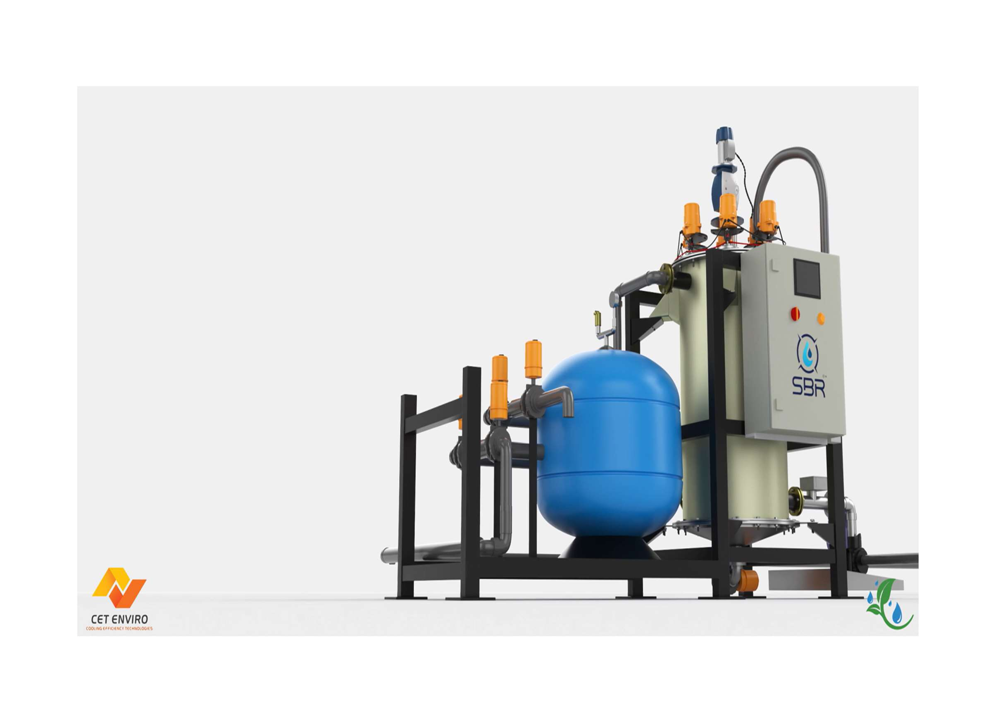 SBR
CET ENVIRO
COOLING EFFICIENCY TECHNOLOGIES